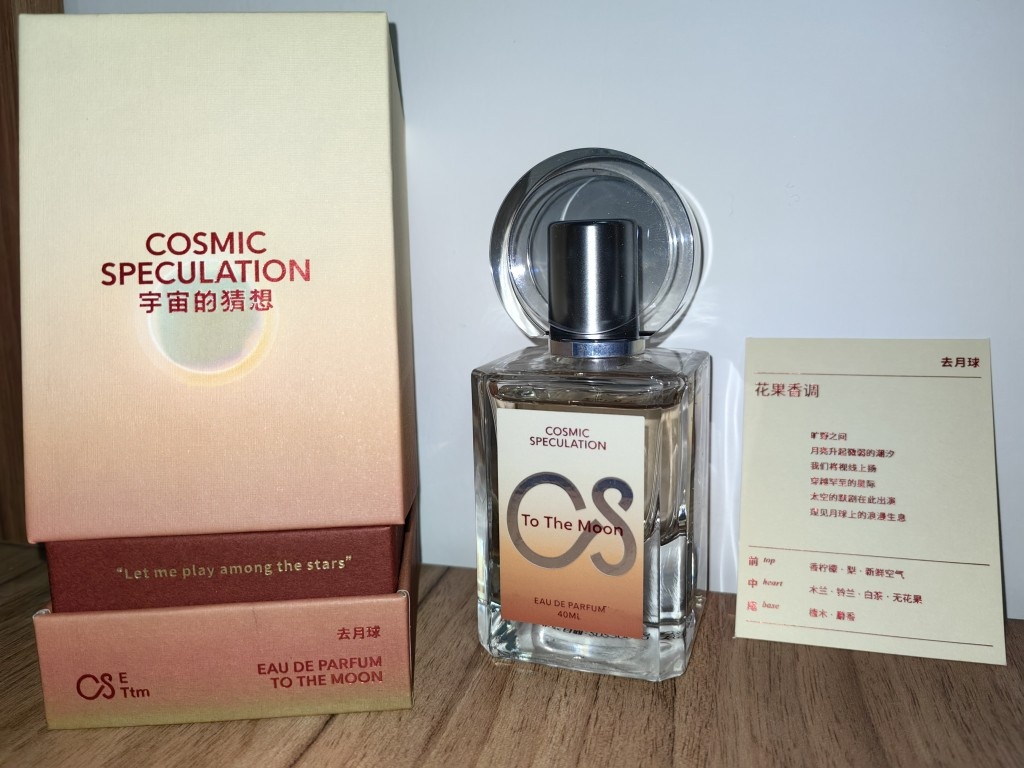 COSMIC
SPECULATION
宇宙的猜想
“Let me play among the stars”
去月球
CS E
Ttm
EAU DE PARFUM
TO THE MOON
COSMIC
SPECULATION
CS
To The Moon
EAU DE PARFUM
40ML
去月球
花果香调
旷野之间
月亮升起微弱的潮汐
我们将视线上扬
穿越罕至的星际
太空的默剧在此出演
窥见月球上的浪漫生息
前 top
香柠檬·梨·新鲜空气
中 heart
木兰·铃兰·白茶·无花果
base
檀木·麝香